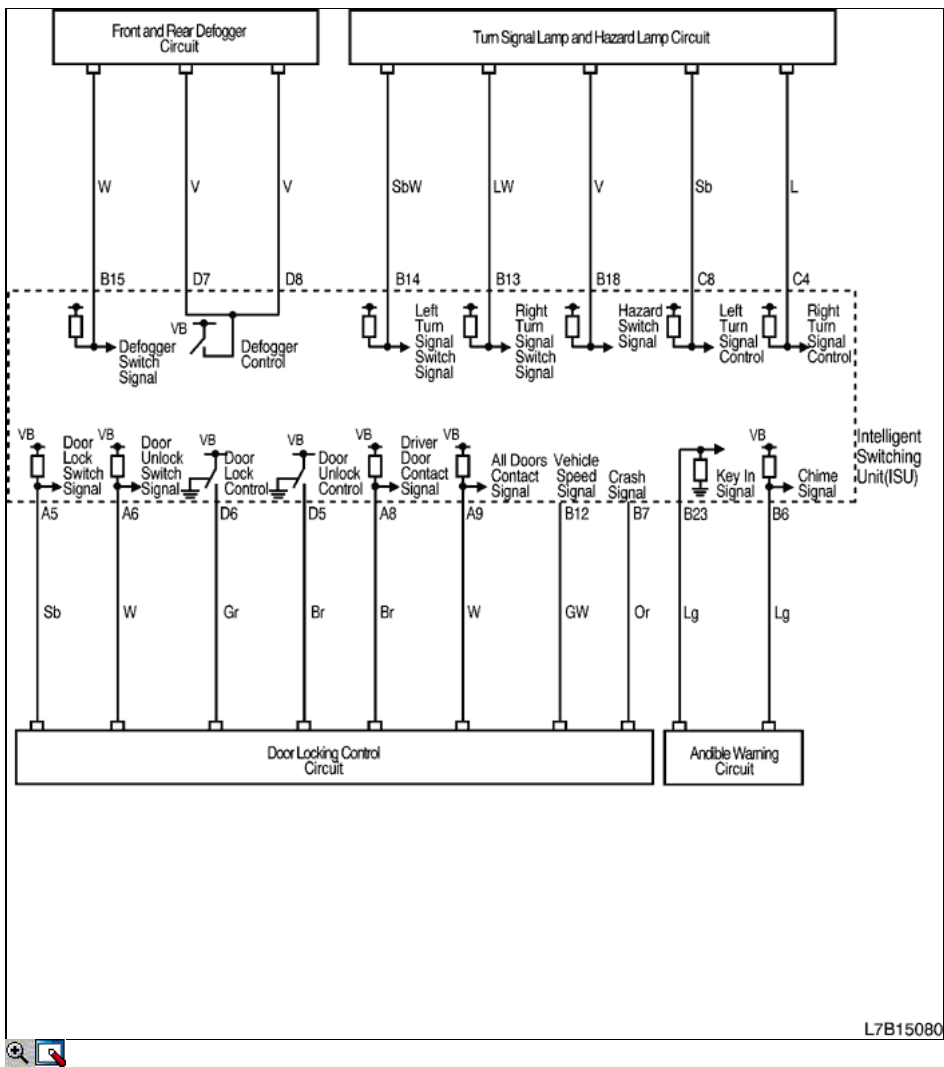 Front and Rear Defogger
Circuit
Turn Signal Lamp and Hazard Lamp Circuit
W
V
V
SbW
LW
V
Sb
L
B15
D7
D8
B14
B13
B18
C8
C4
VB
Defogger
Switch
Signal
Defogger
Control
Left
Turn
Signal
Switch
Signal
Right
Turn
Signal
Switch
Signal
Hazard
Switch
Signal
Left
Turn
Signal
Control
Right
Turn
Signal
Control
VB
Door
Lock
Switch
Signal
VB
Door
Unlock
Switch
Signal
VB
Door
Lock
Control
VB
Door
Unlock
Control
VB
Driver
Door
Contact
Signal
VB
All Doors
Contact
Signal
Vehicle
Speed
Signal
Crash
Signal
Key In
Signal
VB
Chime
Signal
Intelligent
Switching
Unit(ISU)
A5
A6
D6
D5
A8
A9
B12
B7
B23
B6
Sb
W
Gr
Br
Br
W
GW
Or
Lg
Lg
Door Locking Control
Circuit
Andible Warning
Circuit
L7B15080